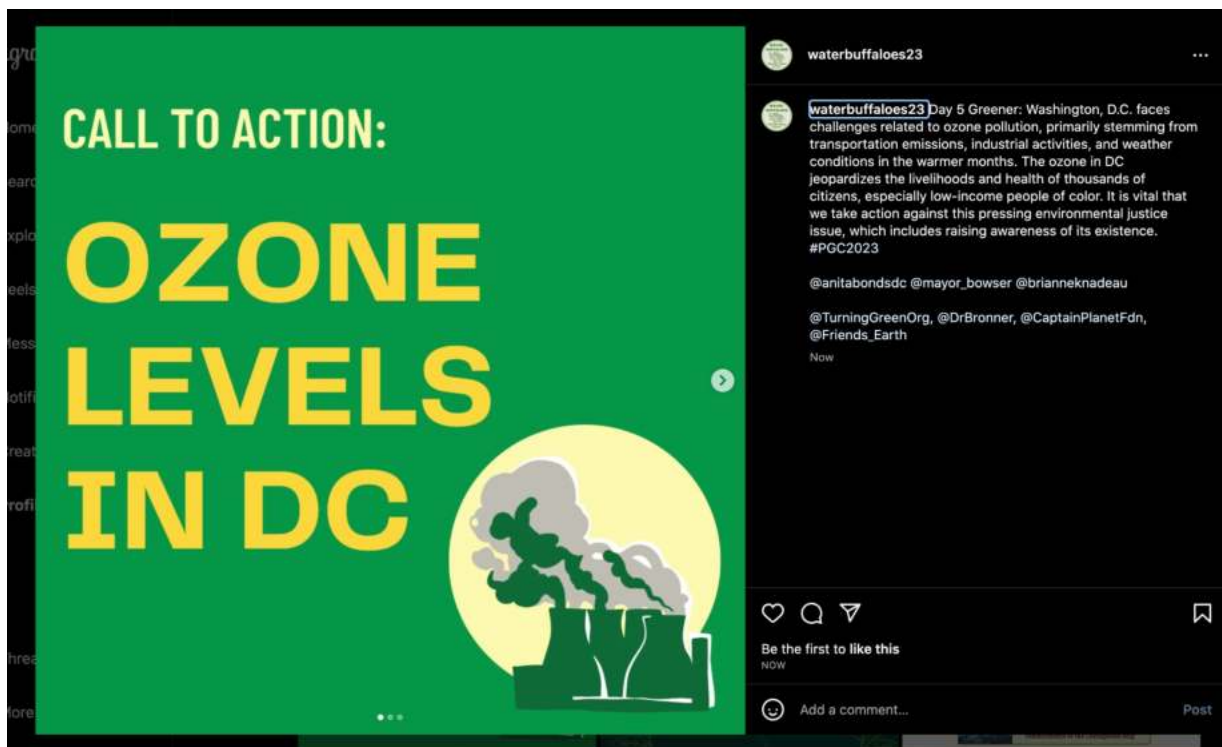 CALL TO ACTION:
OZONE
LEVELS
IN DC
waterbuffaloes23
waterbuffaloes23 Day 5 Greener: Washington, D.C. faces
challenges related to ozone pollution, primarily stemming from
transportation emissions, industrial activities, and weather
conditions in the warmer months. The ozone in DC
jeopardizes the livelihoods and health of thousands of
citizens, especially low-income people of color. It is vital that
we take action against this pressing environmental justice
issue, which includes raising awareness of its existence.
#PGC2023
@anitabondsdc @mayor_bowser @brianneknadeau
@TurningGreenOrg, @DrBronner, @CaptainPlanetFdn,
@Friends_Earth
Now
Be the first to like this
NOW
Add a comment...
Post